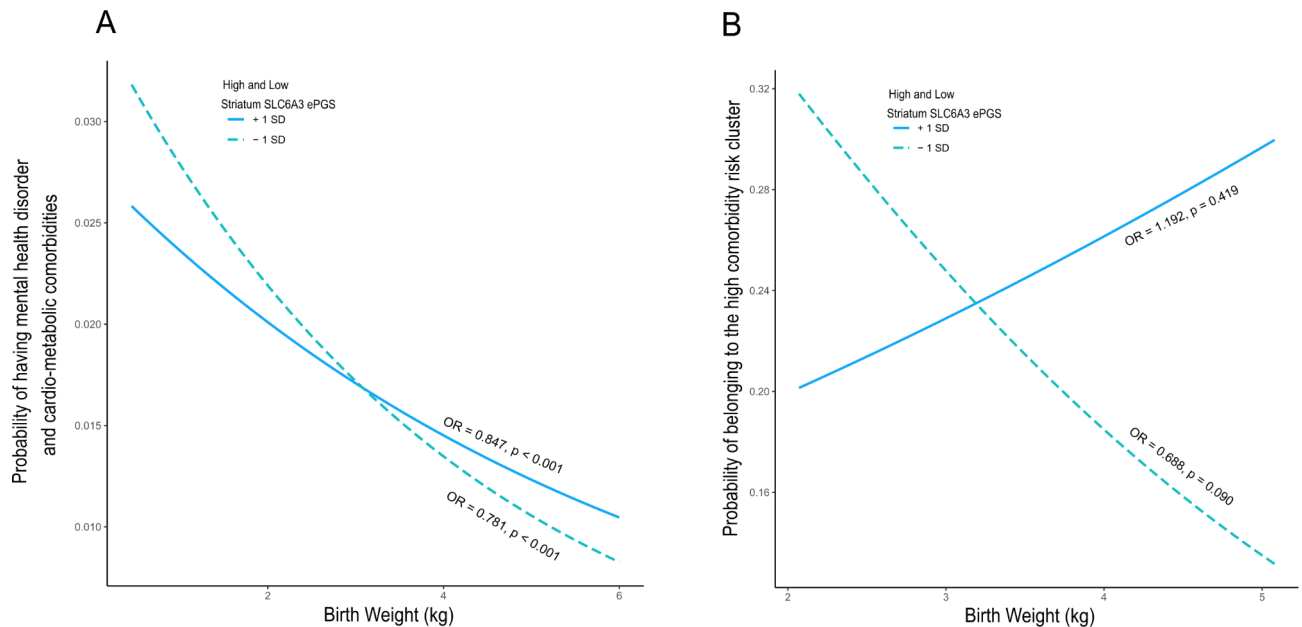 A
Probability of having mental health disorder
and cardio-metabolic comorbidities
High and Low
Striatum SLC6A3 ePGS
+ 1 SD
− 1 SD
0.030
0.025
0.020
0.015
0.010
OR = 0.847, p < 0.001
OR = 0.781, p < 0.001
2
4
6
Birth Weight (kg)
B
Probability of belonging to the high comorbidity risk cluster
High and Low
Striatum SLC6A3 ePGS
+ 1 SD
− 1 SD
0.32
0.28
0.24
0.20
0.16
OR = 1.192, p = 0.419
OR = 0.688, p = 0.090
2
3
4
5
Birth Weight (kg)